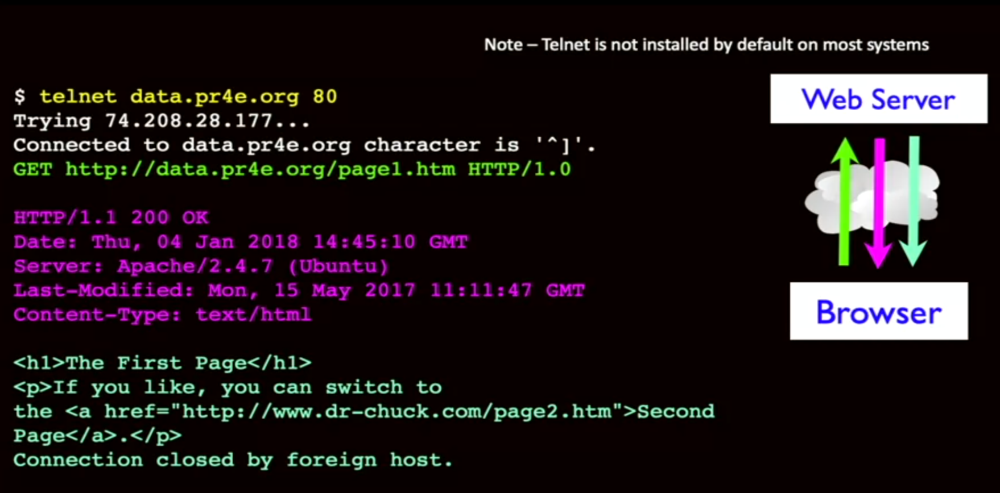 Note – Telnet is not installed by default on most systems
$ telnet data.pr4e.org 80
Trying 74.208.28.177...
Connected to data.pr4e.org character is '^]'.
GET http://data.pr4e.org/page1.htm HTTP/1.0
HTTP/1.1 200 OK
Date: Thu, 04 Jan 2018 14:45:10 GMT
Server: Apache/2.4.7 (Ubuntu)
Last-Modified: Mon, 15 May 2017 11:11:47 GMT
Content-Type: text/html
<h1>The First Page</h1>
<p>If you like, you can switch to
the <a href="http://www.dr-chuck.com/page2.htm">Second
Page</a>.</p>
Connection closed by foreign host.
Web Server
Browser